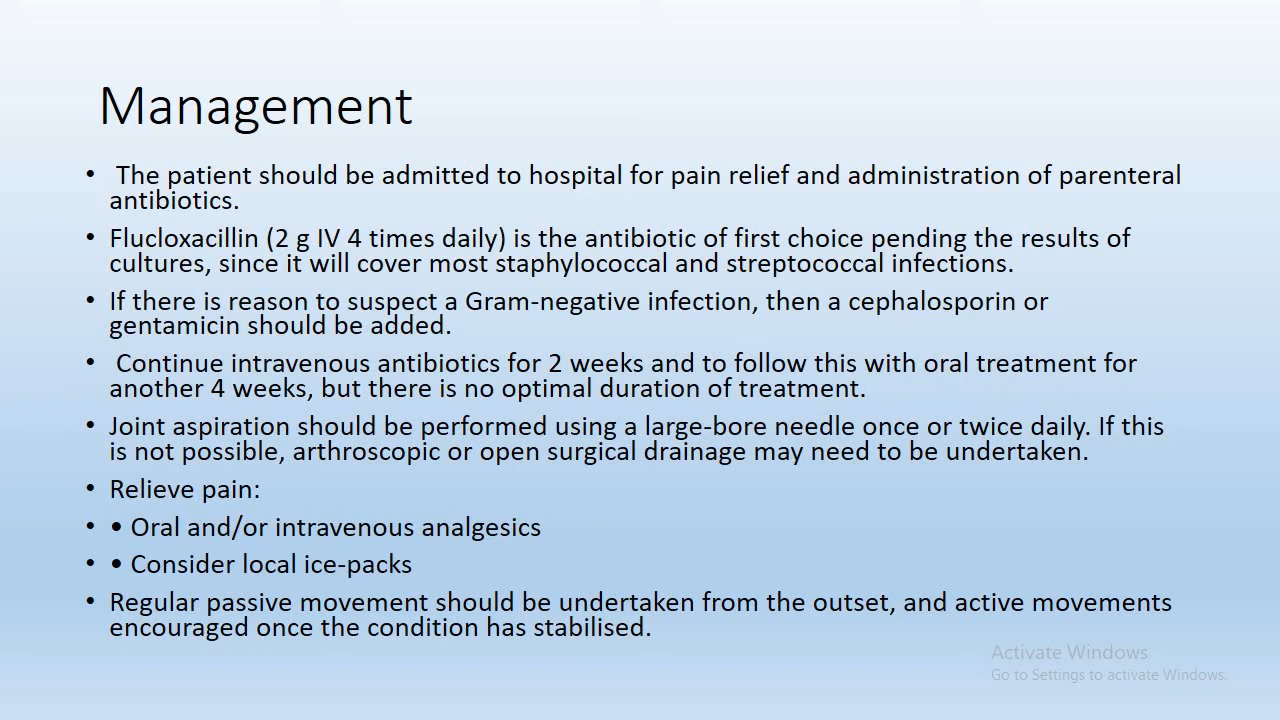 Management
•  The patient should be admitted to hospital for pain relief and administration of parenteral
antibiotics.
• Flucloxacillin (2 g IV 4 times daily) is the antibiotic of first choice pending the results of
cultures, since it will cover most staphylococcal and streptococcal infections.
• If there is reason to suspect a Gram-negative infection, then a cephalosporin or
gentamicin should be added.
•  Continue intravenous antibiotics for 2 weeks and to follow this with oral treatment for
another 4 weeks, but there is no optimal duration of treatment.
• Joint aspiration should be performed using a large-bore needle once or twice daily. If this
is not possible, arthroscopic or open surgical drainage may need to be undertaken.
• Relieve pain:
• • Oral and/or intravenous analgesics
• • Consider local ice-packs
• Regular passive movement should be undertaken from the outset, and active movements
encouraged once the condition has stabilised.
Activate Windows
Go to Settings to activate Windows.